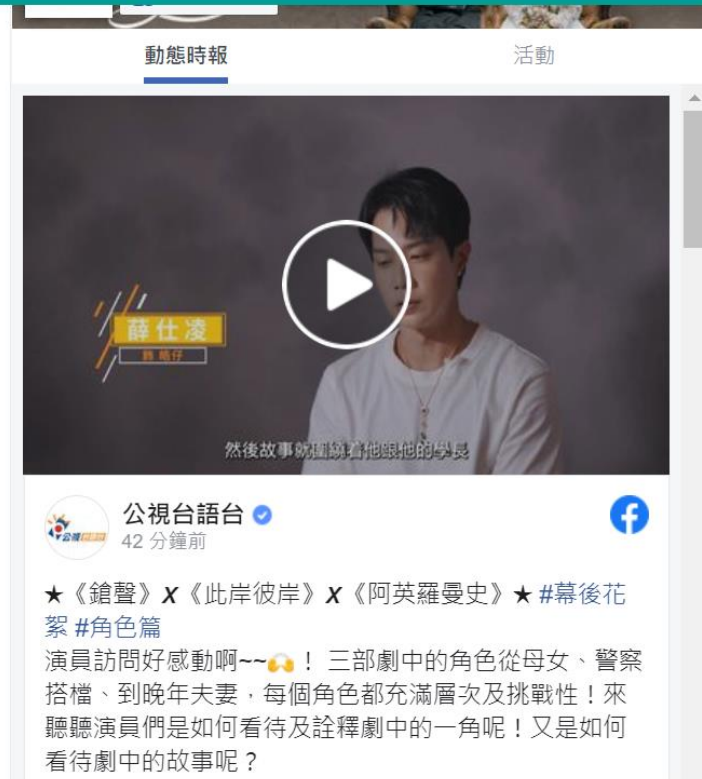 動態時報
活動
薛仕凌
飾 皓仔
然後故事就圍繞着他跟他的學長
公視台語台
42 分鐘前
★《鎗聲》X《此岸彼岸》X《阿英羅曼史》★ #幕後花
絮 #角色篇
演員訪問好感動啊~~🙌！ 三部劇中的角色從母女、警察
搭檔、到晚年夫妻，每個角色都充滿層次及挑戰性！來
聽聽演員們是如何看待及詮釋劇中的一角呢！又是如何
看待劇中的故事呢？